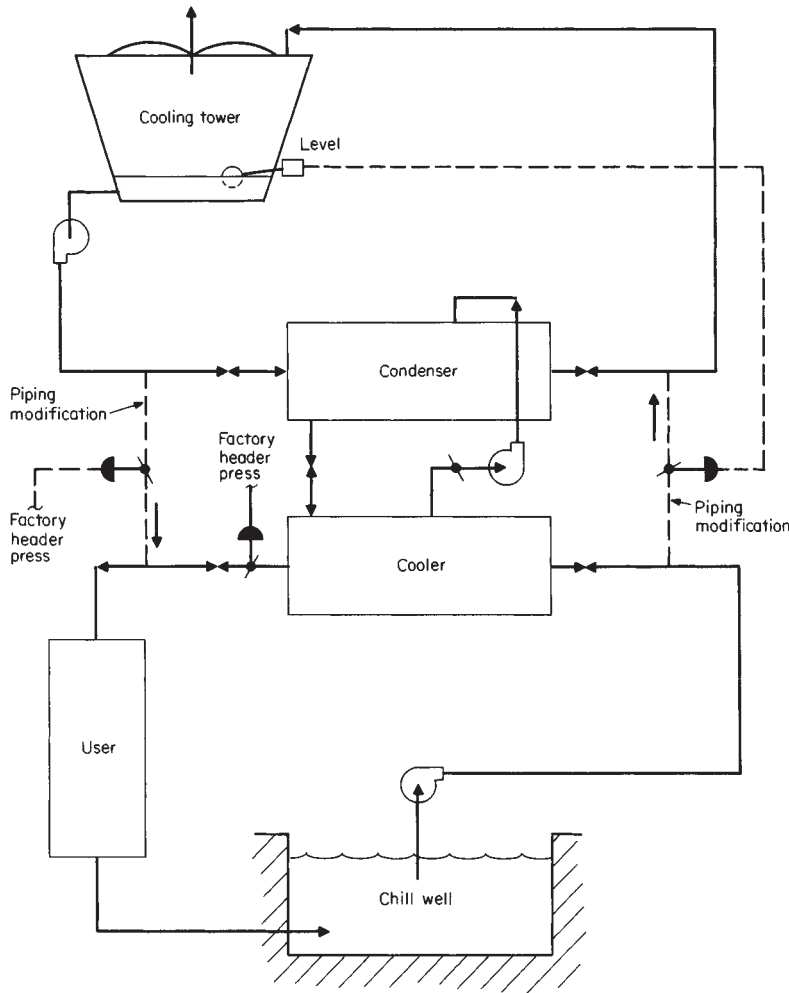 Cooling tower
Level
Condenser
Piping
modification
Factory
header
press
Factory
header
press
Piping
modification
Cooler
User
Chill well